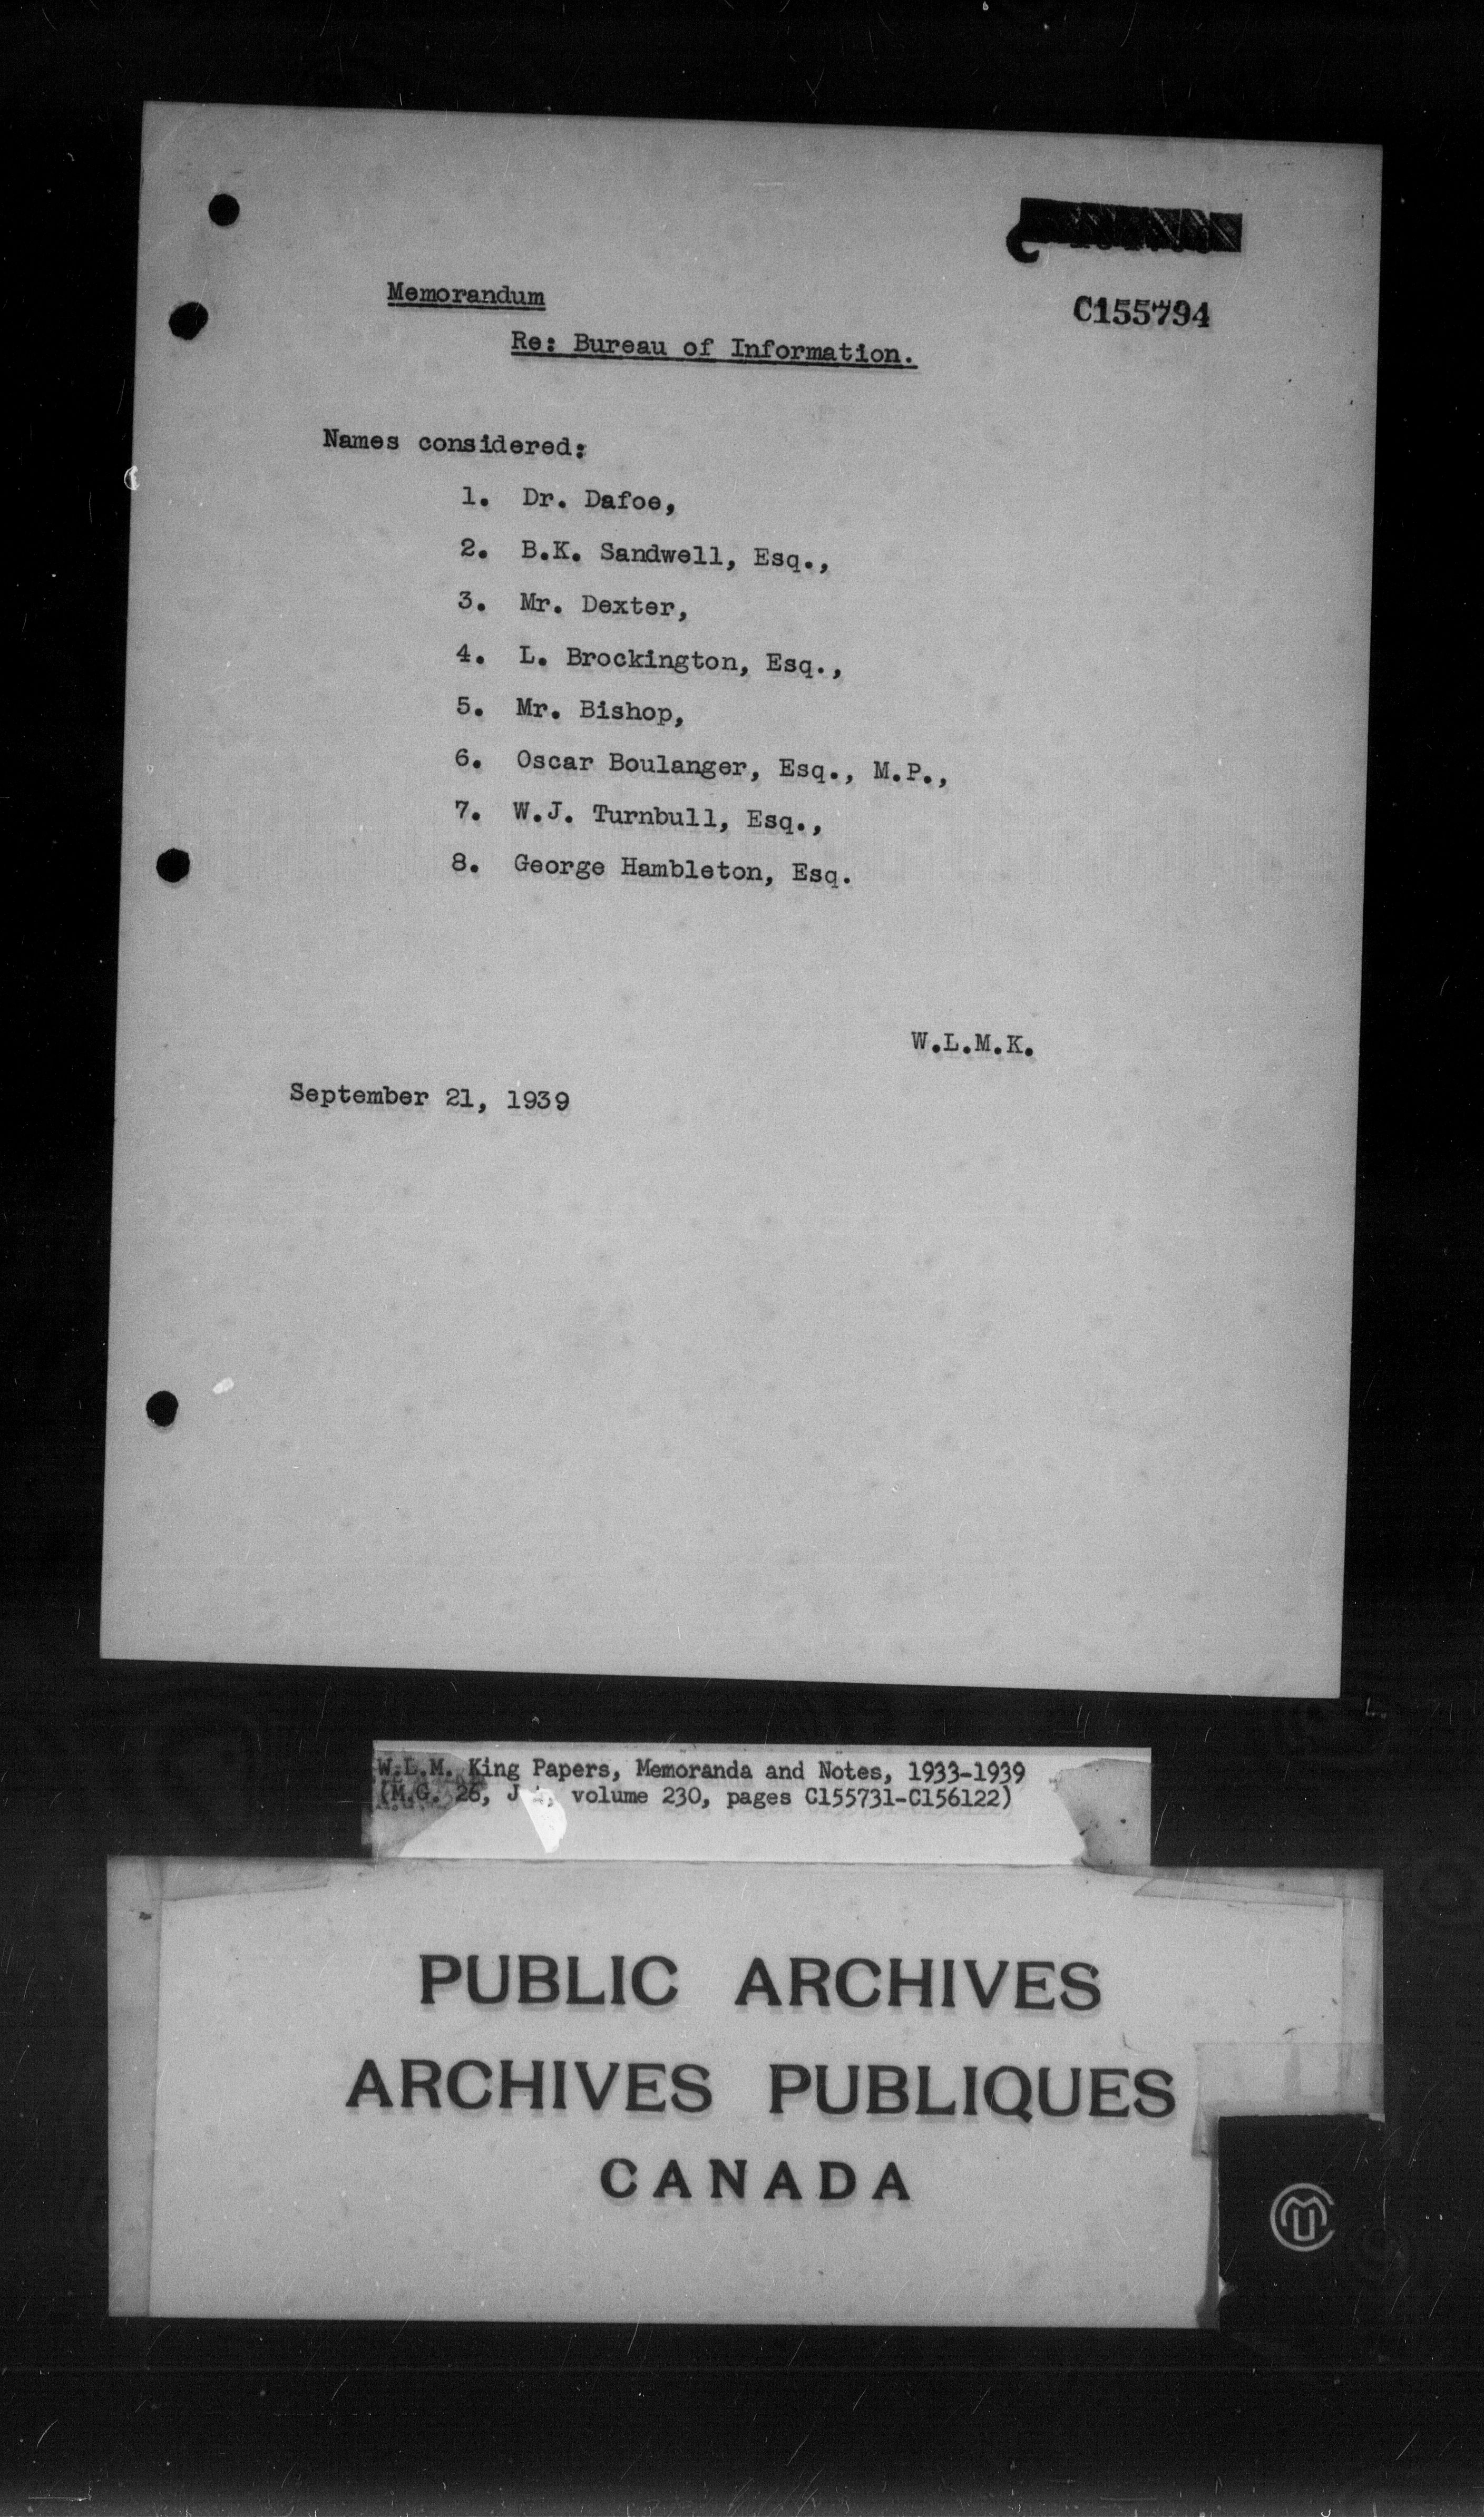 C155794
Memorandum
Re: Bureau of Information.
Names considered:
1. Dr. Dafoe,
2. B.K. Sandwell, Esq.,
3. Mr. Dexter,
4. L. Brockington, Esq.,
5. Mr. Bishop,
6. Oscar Boulanger, Esq., M.P.,
7. W.J. Turnbull, Esq.,
8. George Hambleton, Esq.
W.L.M.K.
September 21, 1939
W.L.M. King Papers, Memoranda and Notes, 1933-1939
(M.G. 26, J , volume 230, pages C155731-C156122)
PUBLIC ARCHIVES
ARCHIVES PUBLIQUES
CANADA